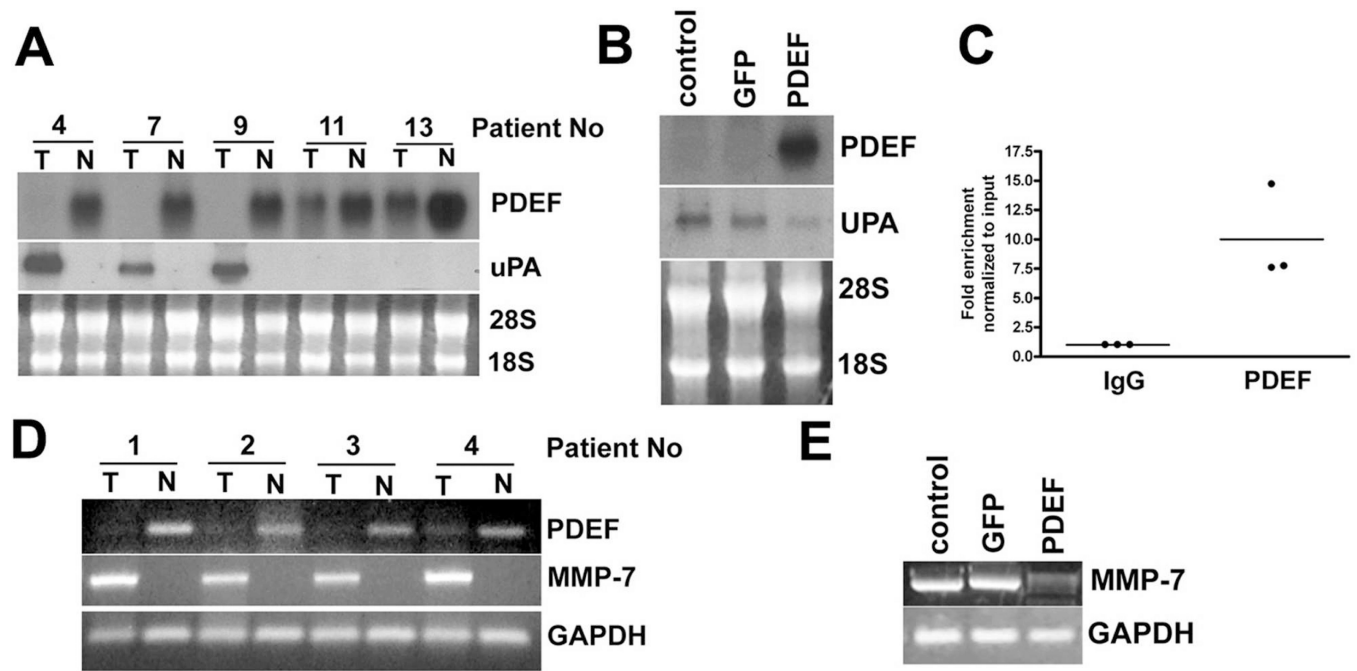 A
4 7 9 11 13 Patient No
T N T N T N T N T N
PDEF
uPA
28S
18S
B
control GFP PDEF
PDEF
UPA
28S
18S
C
Fold enrichment
normalized to input
17.5
15.0
12.5
10.0
7.5
5.0
2.5
0.0
IgG PDEF
D
1 2 3 4 Patient No
T N T N T N T N
PDEF
MMP-7
GAPDH
E
control GFP PDEF
MMP-7
GAPDH